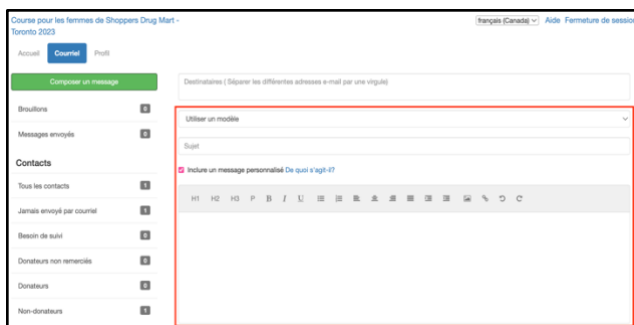 Course pour les femmes de Shoppers Drug Mart -
Toronto 2023
français (Canada) Aide Fermeture de session
Accueil Courriel Profil
Composer un message
Destinataires ( Séparer les différentes adresses e-mail par une virgule)
Brouillons 0
Utiliser un modèle
Messages envoyés 0
Sujet
Contacts
Inclure un message personnalisé De quoi s'agit-il?
Tous les contacts 1
H1 H2 H3 P B I U
Jamais envoyé par courriel 1
Besoin de suivi 0
Donateurs non remerciés 0
Donateurs 0
Non-donateurs 1